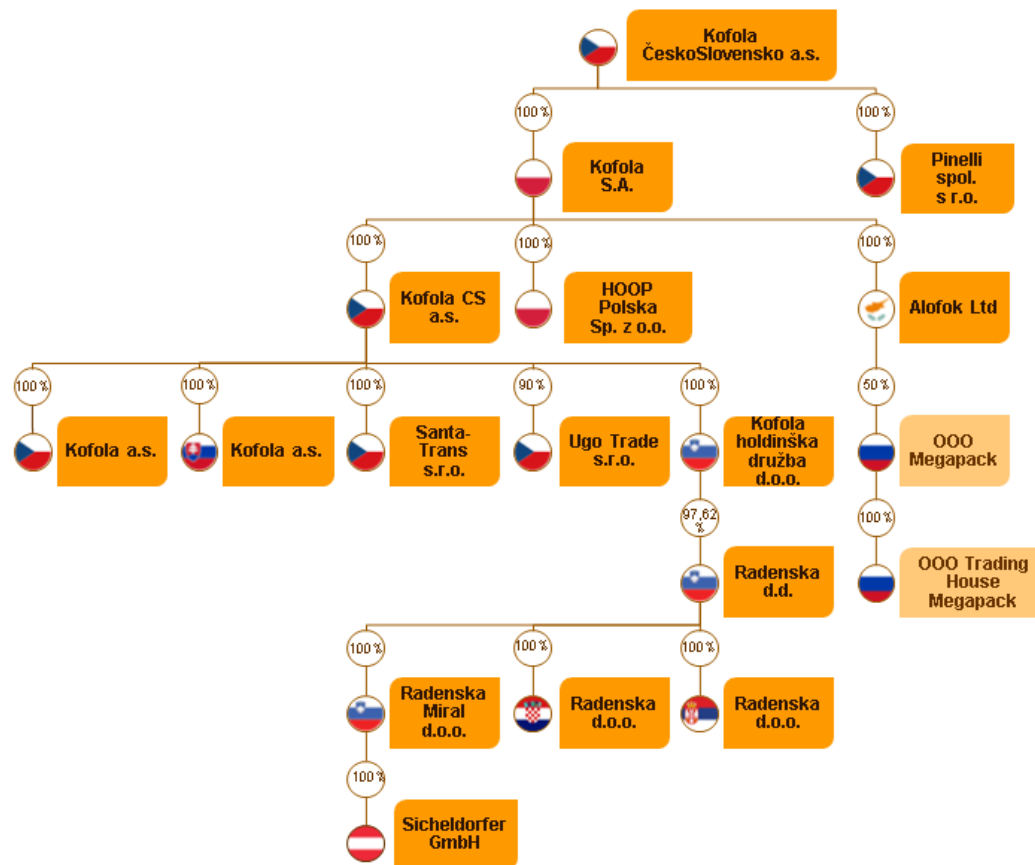 Kofola
ČeskoSlovensko a.s.
100 %
100 %
Kofola
S.A.
Pinelli
spol.
s r.o.
100 %
100 %
100 %
Kofola CS
a.s.
HOOP
Polska
Sp. z o.o.
Alofok Ltd
100 %
100 %
100 %
90 %
100 %
50 %
Kofola a.s.
Kofola a.s.
Santa-
Trans
s.r.o.
Ugo Trade
s.r.o.
Kofola
holdinška
družba
d.o.o.
OOO
Megapack
97,62
%
100 %
Radenska
d.d.
OOO Trading
House
Megapack
100 %
100 %
100 %
Radenska
Miral
d.o.o.
Radenska
d.o.o.
Radenska
d.o.o.
100 %
Sicheldorfer
GmbH